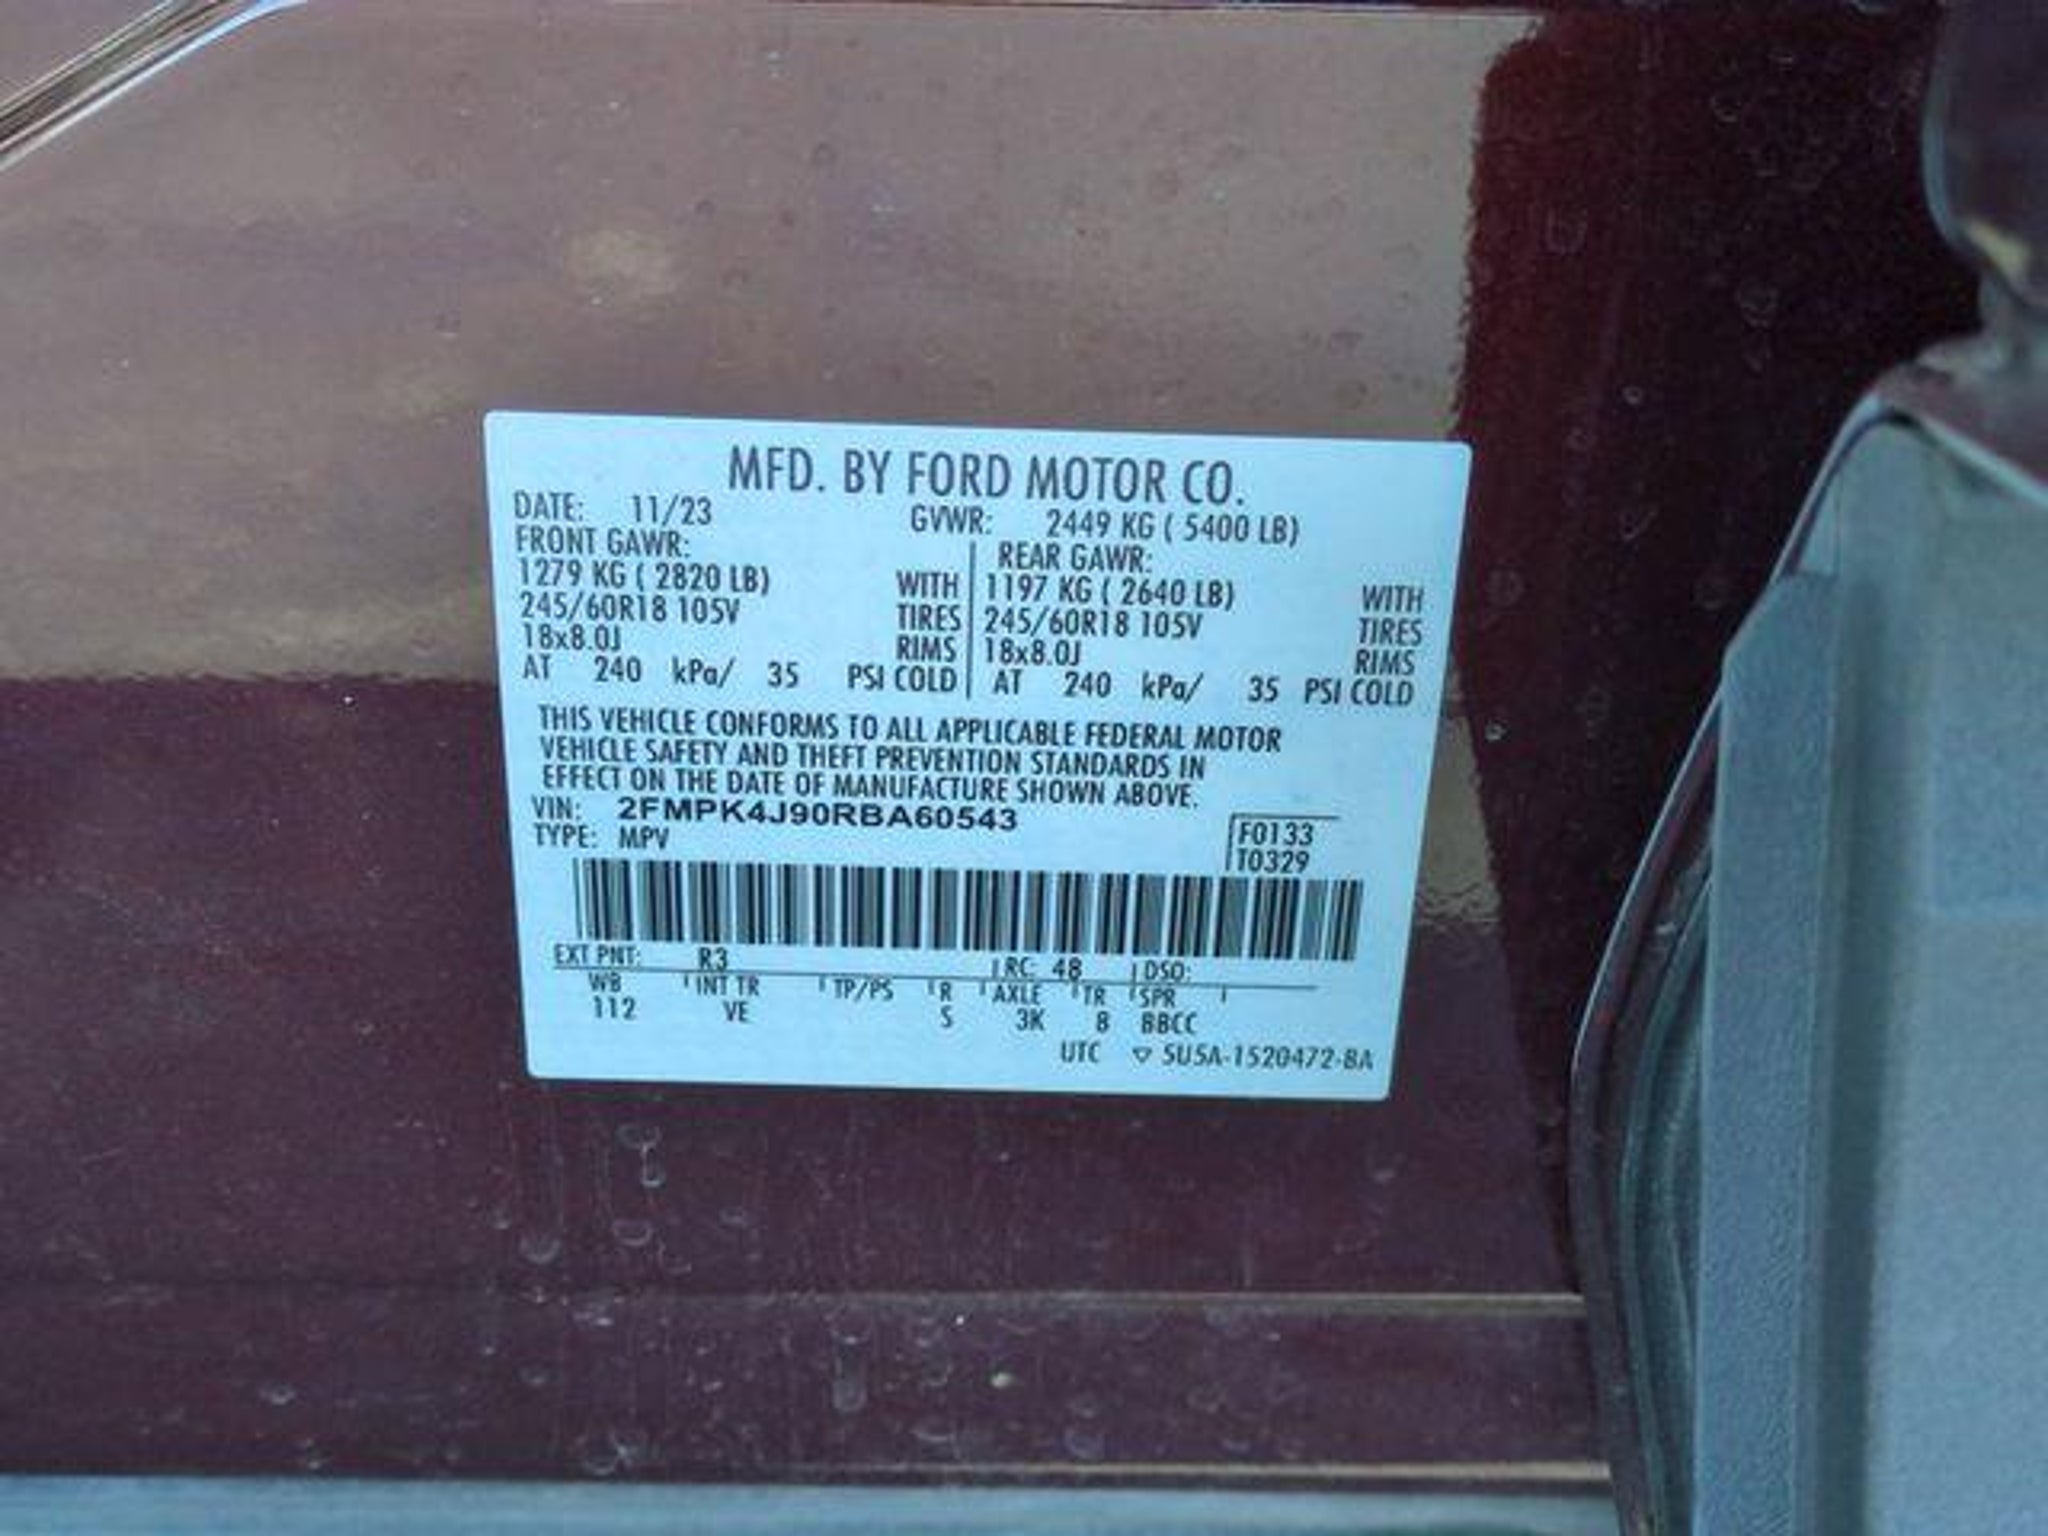 MFD. BY FORD MOTOR CO.
DATE: 11/23 GVWR: 2449 KG ( 5400 LB)
FRONT GAWR: REAR GAWR:
1279 KG ( 2820 LB) WITH 1197 KG ( 2640 LB) WITH
245/60R18 105V TIRES 245/60R18 105V TIRES
18x8.0J RIMS 18x8.0J RIMS
AT 240 kPa/ 35 PSI COLD AT 240 kPa/ 35 PSI COLD
THIS VEHICLE CONFORMS TO ALL APPLICABLE FEDERAL MOTOR
VEHICLE SAFETY AND THEFT PREVENTION STANDARDS IN
EFFECT ON THE DATE OF MANUFACTURE SHOWN ABOVE.
VIN: 2FMPK4J90RBA60543
TYPE: MPV F0133
T0329
EXT PNT: R3 RC: 48 DSO:
WB INT TR TP/PS R AXLE TR SPR
112 VE S 3K 8 BBCC
UTC ▽ 5U5A-1520472-BA